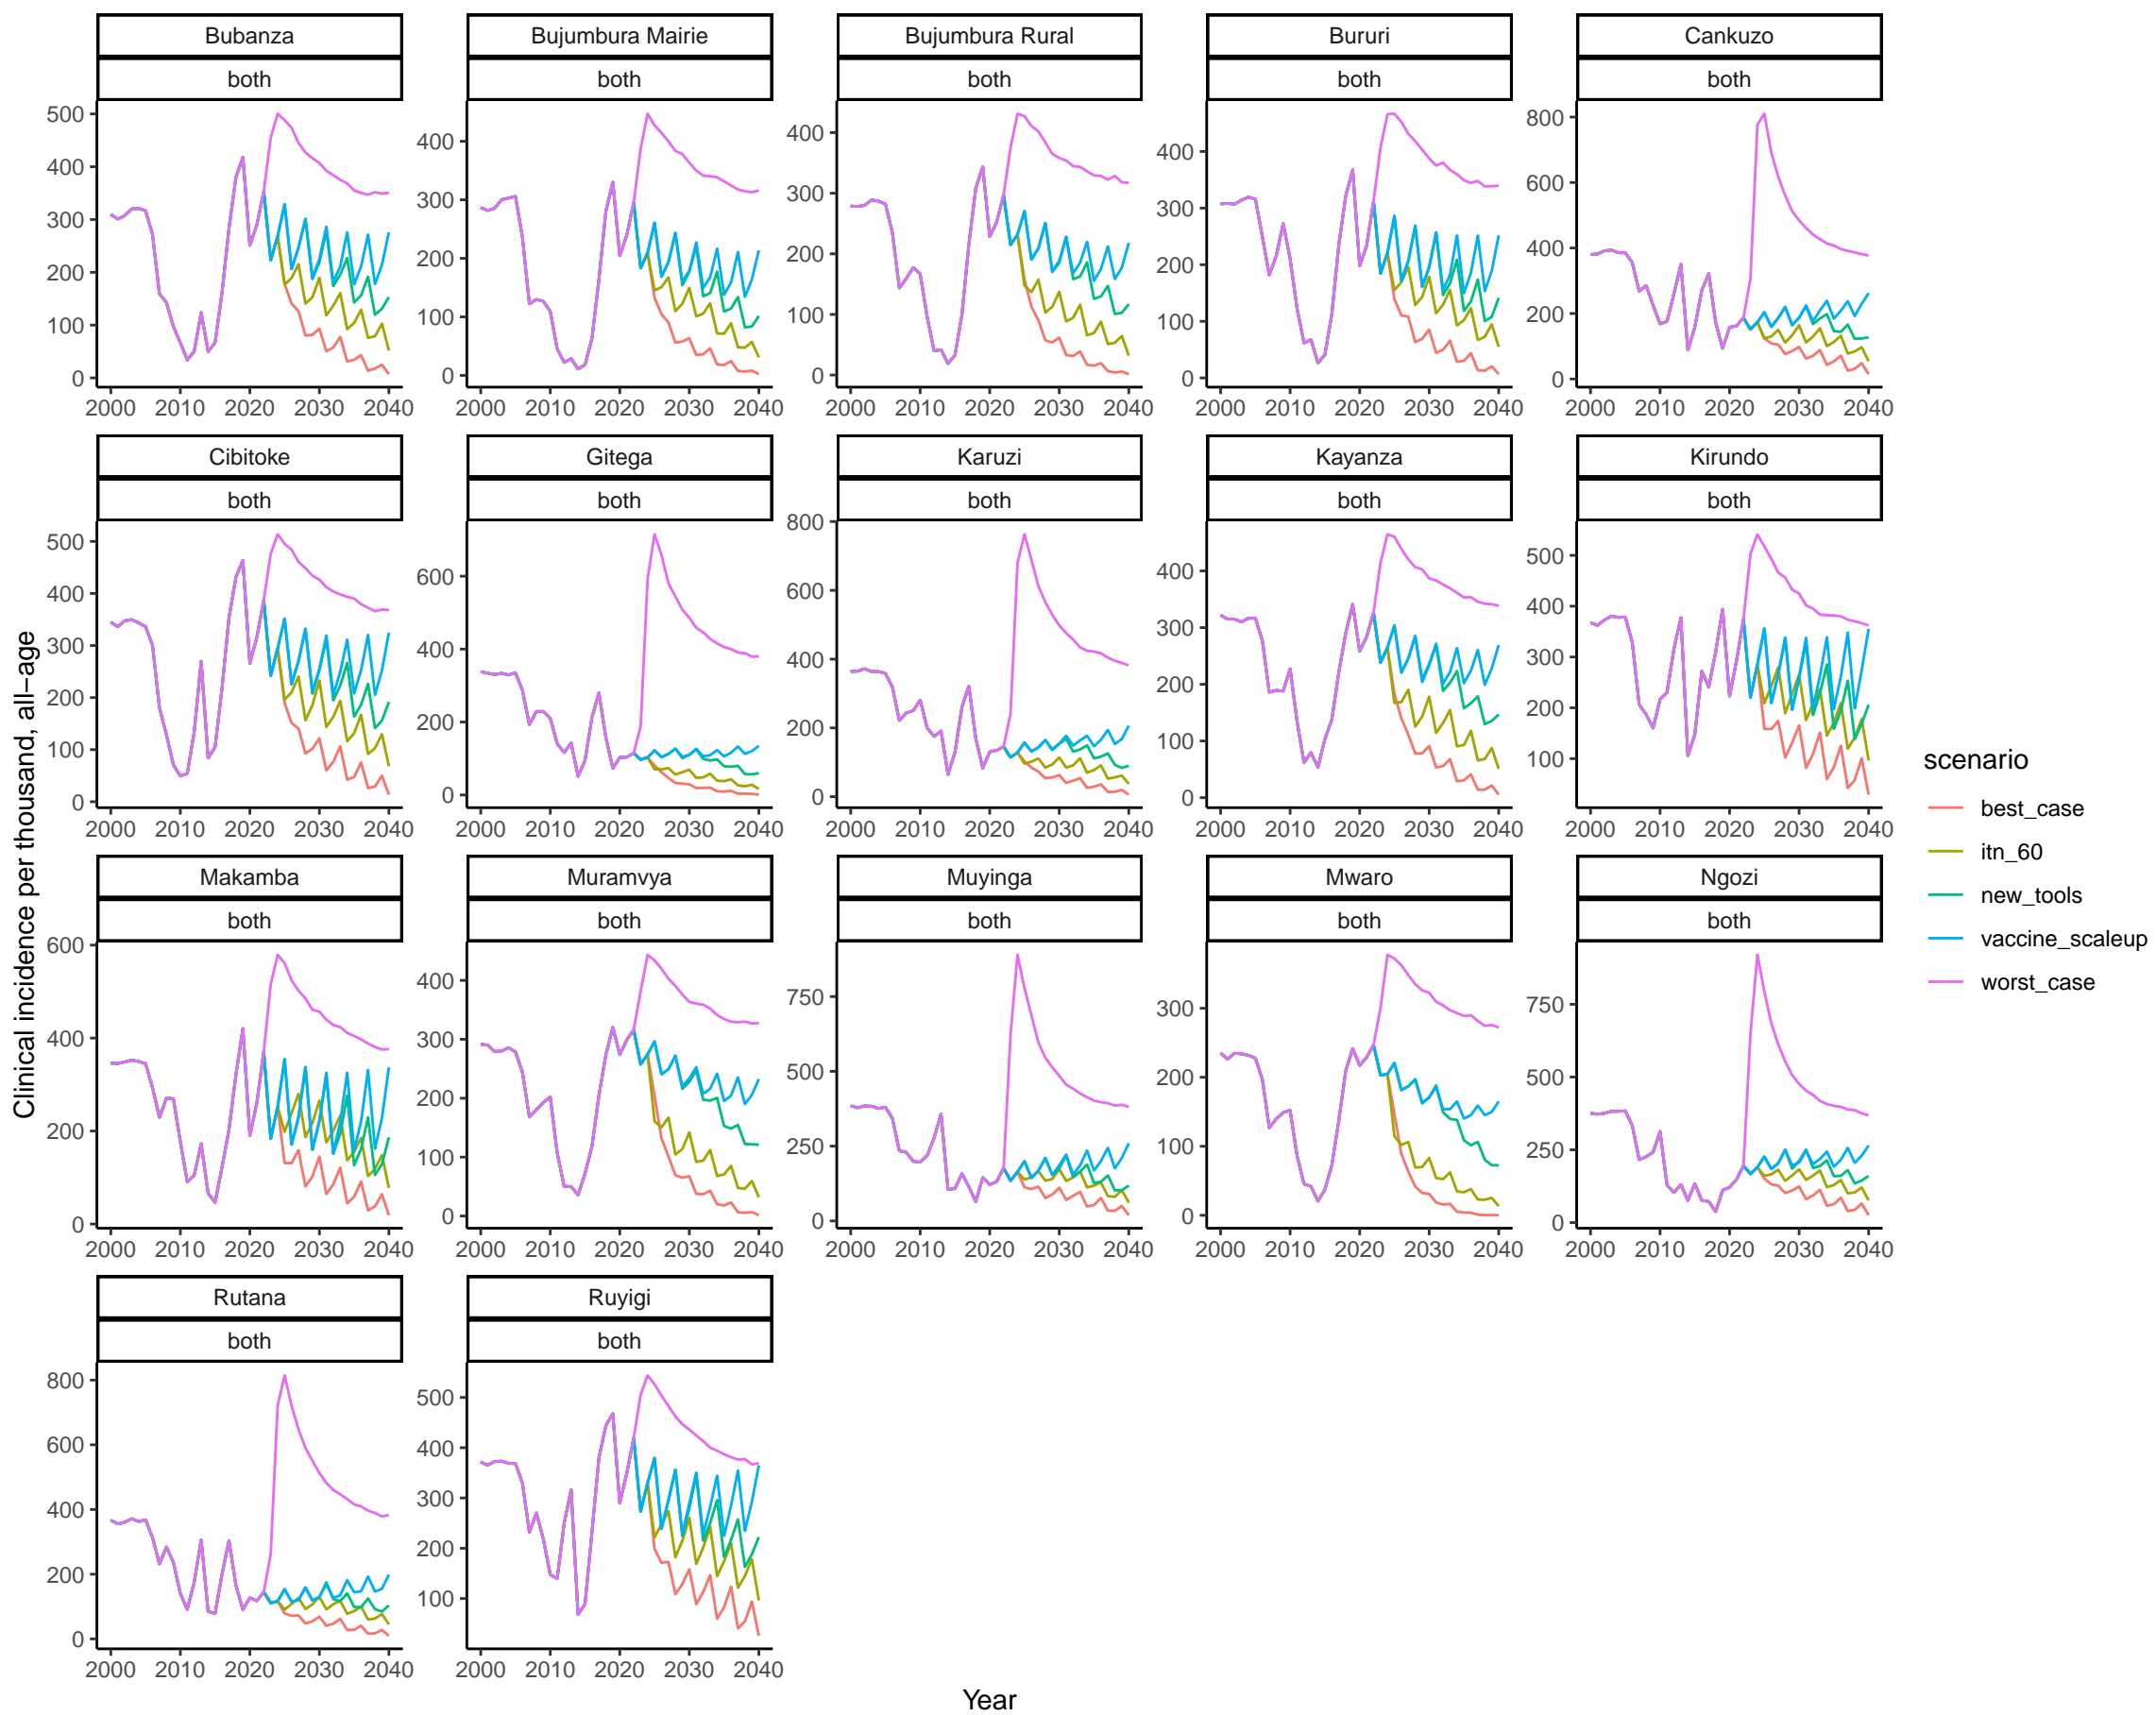 Bubanza
Bujumbura Mairie
Bujumbura Rural
Bururi
Cankuzo
both
both
both
both
both
500
400
300
200
100
0
400
300
200
100
0
400
300
200
100
0
400
300
200
100
0
800
600
400
200
0
2000 2010 2020 2030 2040
2000 2010 2020 2030 2040
2000 2010 2020 2030 2040
2000 2010 2020 2030 2040
2000 2010 2020 2030 2040
Cibitoke
Gitega
Karuzi
Kayanza
Kirundo
both
both
both
both
both
500
400
300
200
100
0
600
400
200
0
800
600
400
200
0
400
300
200
100
0
500
400
300
200
100
2000 2010 2020 2030 2040
2000 2010 2020 2030 2040
2000 2010 2020 2030 2040
2000 2010 2020 2030 2040
2000 2010 2020 2030 2040
Makamba
Muramvya
Muyinga
Mwaro
Ngozi
both
both
both
both
both
600
400
200
0
400
300
200
100
0
750
500
250
0
300
200
100
0
750
500
250
0
2000 2010 2020 2030 2040
2000 2010 2020 2030 2040
2000 2010 2020 2030 2040
2000 2010 2020 2030 2040
2000 2010 2020 2030 2040
Rutana
Ruyigi
both
both
800
600
400
200
0
500
400
300
200
100
2000 2010 2020 2030 2040
2000 2010 2020 2030 2040
Clinical incidence per thousand, all−age
Year
scenario
best_case
itn_60
new_tools
vaccine_scaleup
worst_case